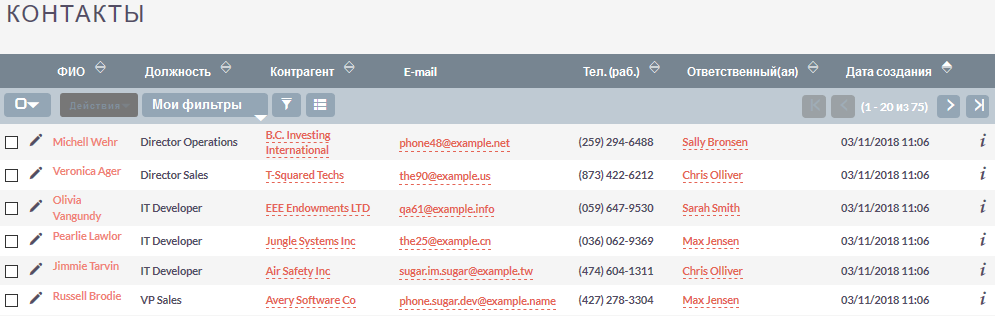 КОНТАКТЫ
ФИО Должность Контрагент E-mail Тел. (раб.) Ответственный(ая) Дата создания
Действия Мои фильтры (1 - 20 из 75)
Michell Wehr Director Operations B.C. Investing International phone48@example.net (259) 294-6488 Sally Bronsen 03/11/2018 11:06
Veronica Ager Director Sales T-Squared Techs the90@example.us (873) 422-6212 Chris Olliver 03/11/2018 11:06
Olivia Vangundy IT Developer EEE Endowments LTD qa61@example.info (059) 647-9530 Sarah Smith 03/11/2018 11:06
Pearlie Lawlor IT Developer Jungle Systems Inc the25@example.cn (036) 062-9369 Max Jensen 03/11/2018 11:06
Jimmie Tarvin IT Developer Air Safety Inc sugar.im.sugar@example.tw (474) 604-1311 Chris Olliver 03/11/2018 11:06
Russell Brodie VP Sales Avery Software Co phone.sugar.dev@example.name (427) 278-3304 Max Jensen 03/11/2018 11:06